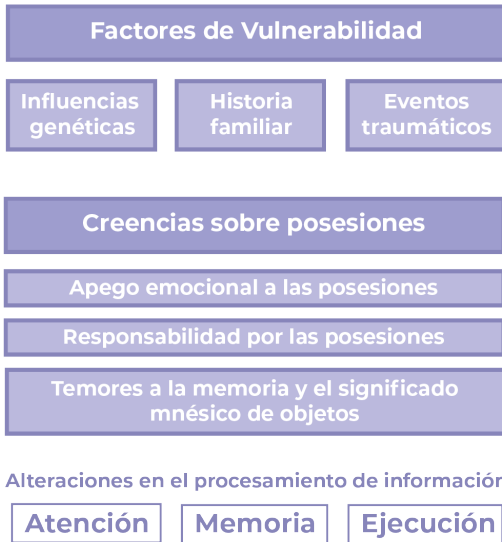 Factores de Vulnerabilidad
Influencias genéticas
Historia familiar
Eventos traumáticos
Creencias sobre posesiones
Apego emocional a las posesiones
Responsabilidad por las posesiones
Temores a la memoria y el significado
mnésico de objetos
Alteraciones en el procesamiento de información
Atención Memoria Ejecución